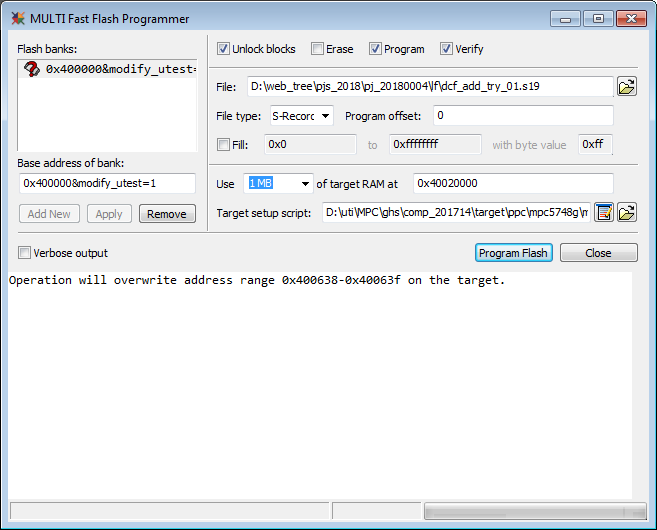 MULTI Fast Flash Programmer
Flash banks:
0x400000&modify_utest=
Base address of bank:
0x400000&modify_utest=1
Add New Apply Remove
Unlock blocks Erase Program Verify
File: D:\web_tree\pjs_2018\pj_20180004\lf\dcf_add_try_01.s19
File type: S-Record Program offset: 0
Fill: 0x0 to 0xffffffff with byte value 0xff
Use 1 MB of target RAM at 0x40020000
Target setup script: D:\uti\MPC\ghs\comp_201714\target\ppc\mpc5748g\m
Verbose output
Program Flash Close
Operation will overwrite address range 0x400638-0x40063f on the target.